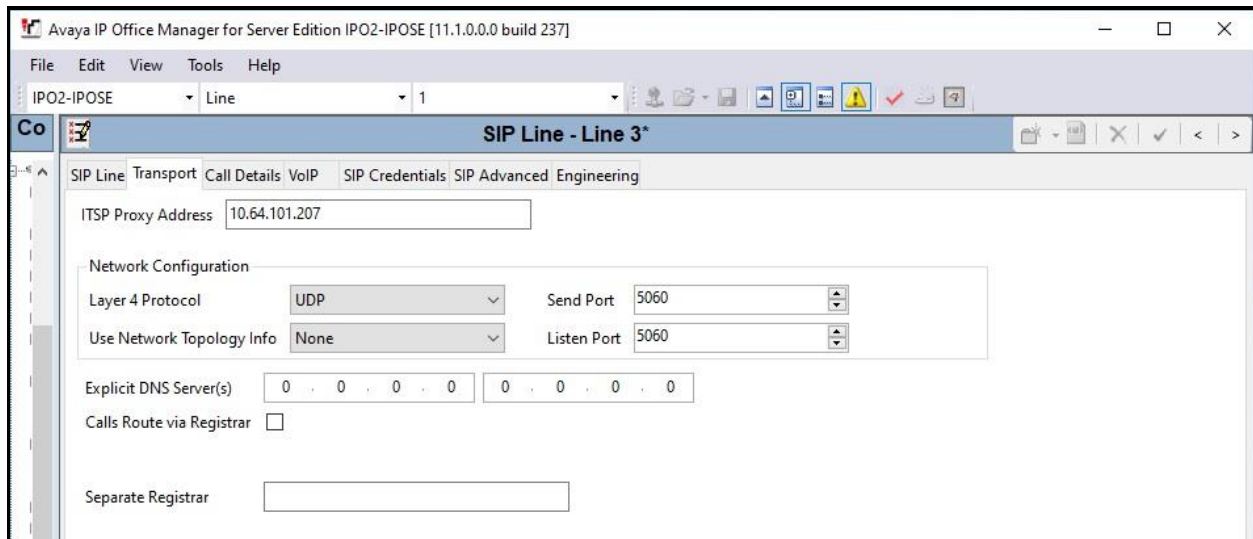 Avaya IP Office Manager for Server Edition IPO2-IPOSE [11.1.0.0.0 build 237]
File Edit View Tools Help
IPO2-IPOSE Line 1
Co SIP Line - Line 3*
SIP Line Transport Call Details VoIP SIP Credentials SIP Advanced Engineering
ITSP Proxy Address 10.64.101.207
Network Configuration
Layer 4 Protocol UDP Send Port 5060
Use Network Topology Info None Listen Port 5060
Explicit DNS Server(s) 0 . 0 . 0 . 0 0 . 0 . 0 . 0
Calls Route via Registrar
Separate Registrar